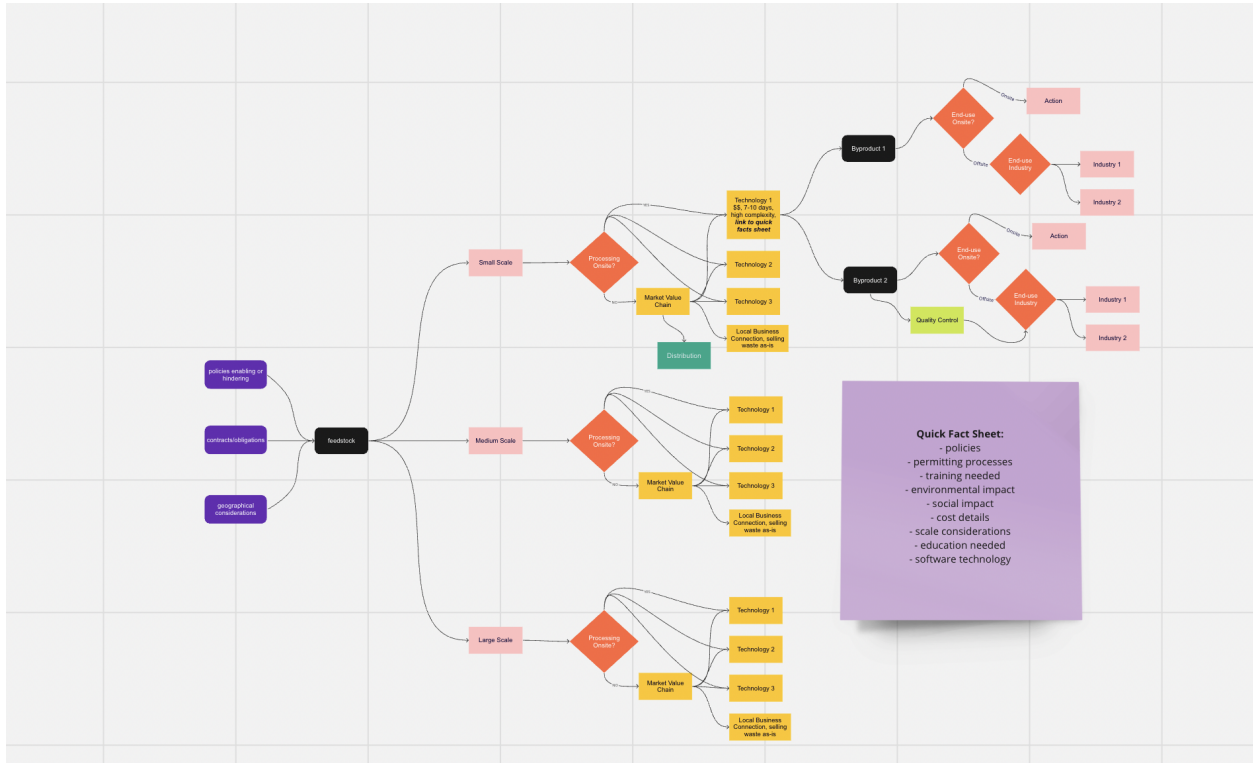 policies enabling or
hindering
contracts/obligations
geographical
considerations
feedstock
Small Scale
Processing
Onsite?
yes
no
Market Value
Chain
Distribution
Technology 1
$$, 7-10 days,
high complexity,
link to quick
facts sheet
Technology 2
Technology 3
Local Business
Connection, selling
waste as-is
Byproduct 1
End-use
Onsite?
Onsite
Action
Offsite
End-use
Industry
Industry 1
Industry 2
Byproduct 2
End-use
Onsite?
Onsite
Action
Offsite
End-use
Industry
Industry 1
Industry 2
Quality Control
Medium Scale
Processing
Onsite?
yes
no
Market Value
Chain
Technology 1
Technology 2
Technology 3
Local Business
Connection, selling
waste as-is
Large Scale
Processing
Onsite?
yes
no
Market Value
Chain
Technology 1
Technology 2
Technology 3
Local Business
Connection, selling
waste as-is
Quick Fact Sheet:
- policies
- permitting processes
- training needed
- environmental impact
- social impact
- cost details
- scale considerations
- education needed
- software technology